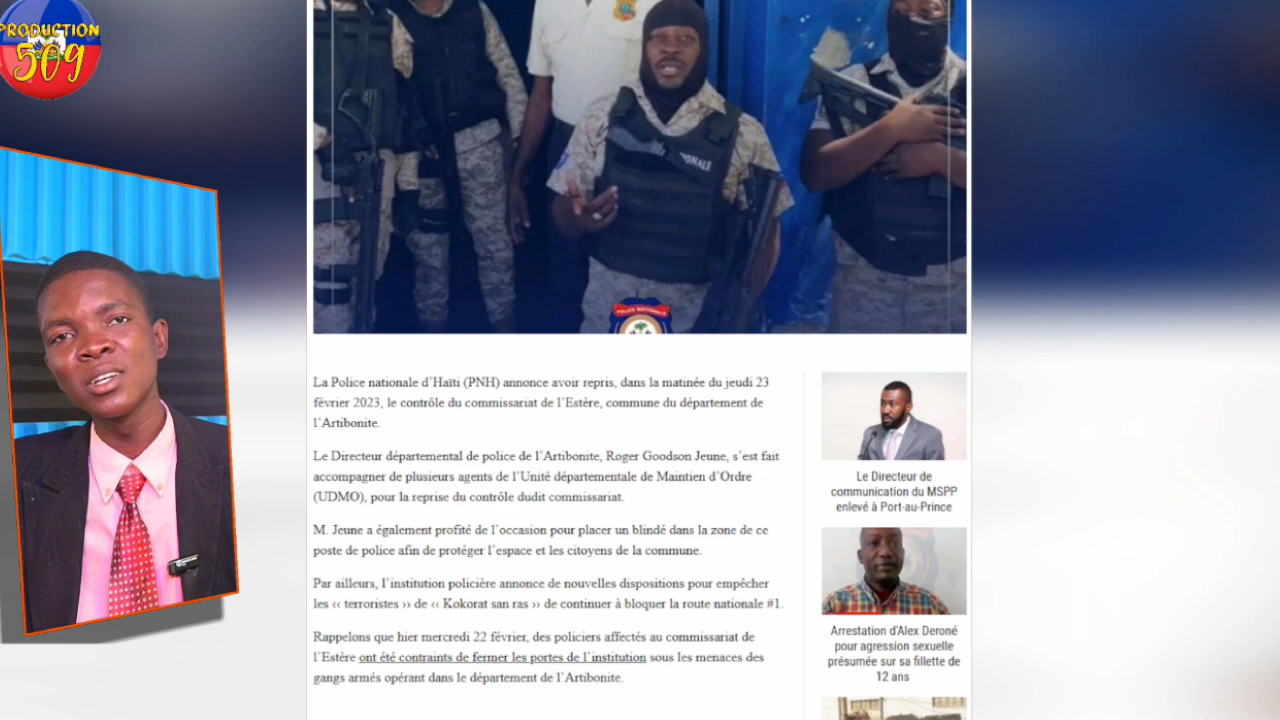 PRODUCTION
509
ONALE
POLICE NATIONALE
La Police nationale d’Haïti (PNH) annonce avoir repris, dans la matinée du jeudi 23
février 2023, le contrôle du commissariat de l’Estère, commune du département de
l’Artibonite.
Le Directeur départemental de police de l’Artibonite, Roger Goodson Jeune, s’est fait
accompagner de plusieurs agents de l’Unité départementale de Maintien d’Ordre
(UDMO), pour la reprise du contrôle dudit commissariat.
M. Jeune a également profité de l’occasion pour placer un blindé dans la zone de ce
poste de police afin de protéger l’espace et les citoyens de la commune.
Par ailleurs, l’institution policière annonce de nouvelles dispositions pour empêcher
les ‹‹ terroristes ›› de ‹‹ Kokorat san ras ›› de continuer à bloquer la route nationale #1.
Rappelons que hier mercredi 22 février, des policiers affectés au commissariat de
l’Estère ont été contraints de fermer les portes de l’institution sous les menaces des
gangs armés opérant dans le département de l’Artibonite.
Le Directeur de
communication du MSPP
enlevé à Port-au-Prince
Arrestation d’Alex Deroné
pour agression sexuelle
présumée sur sa fillette de
12 ans